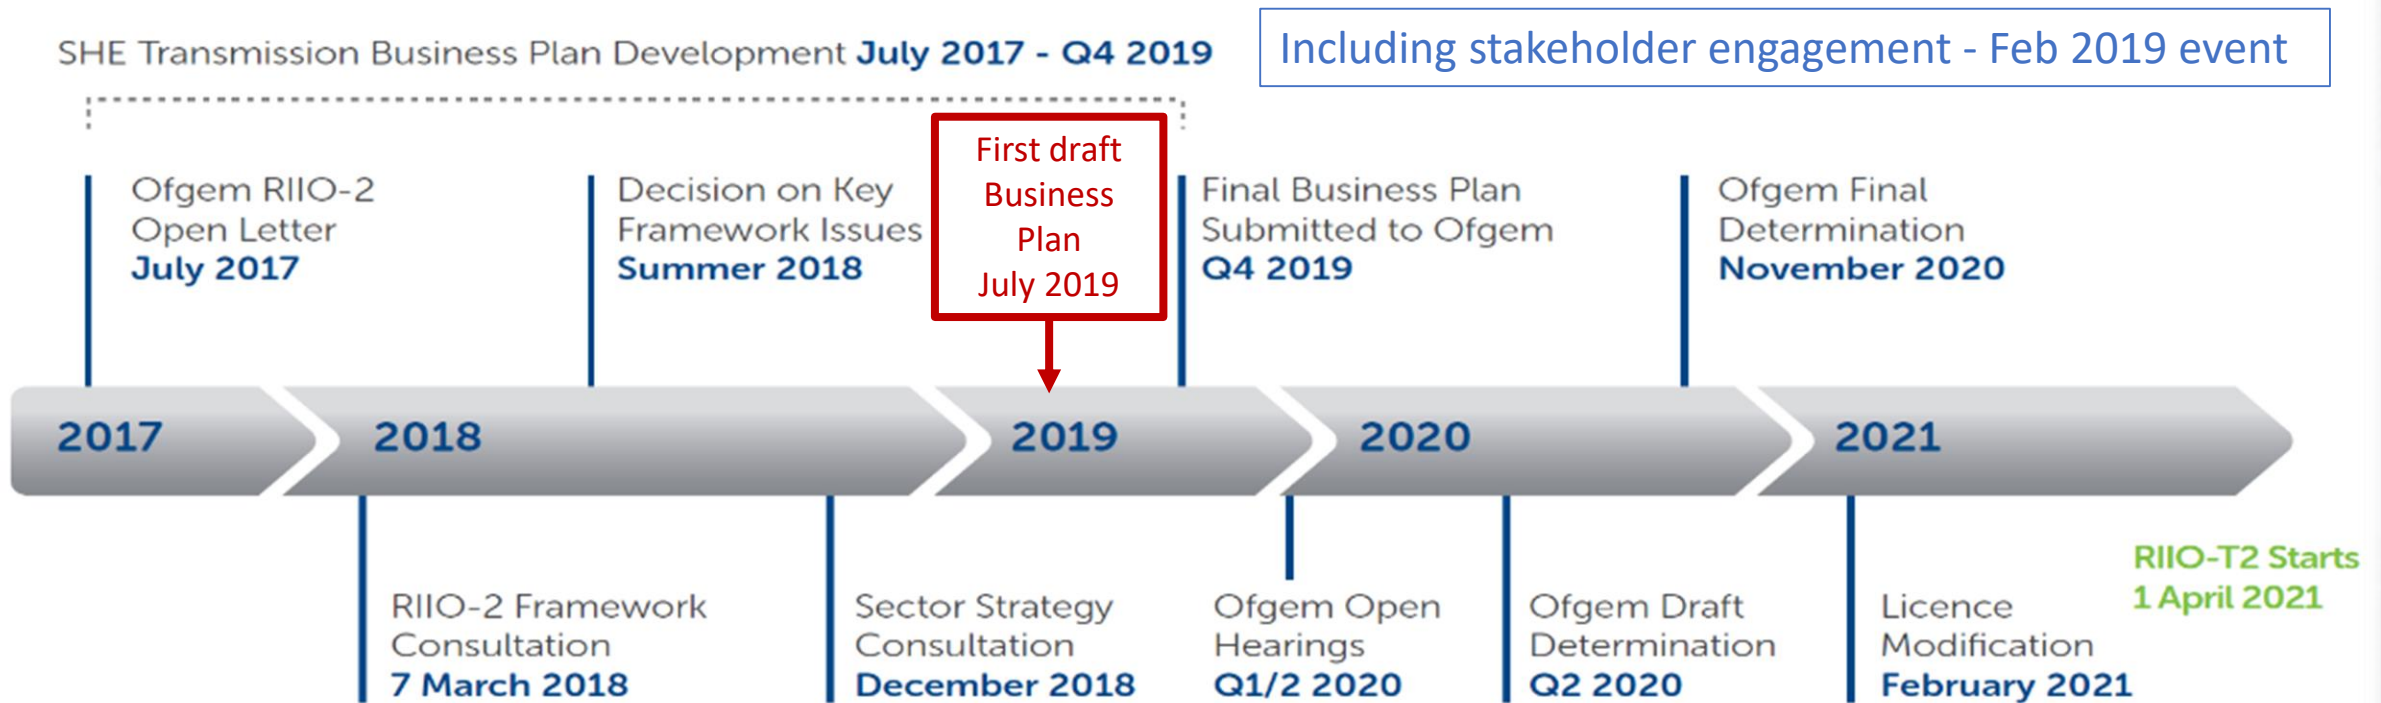 SHE Transmission Business Plan Development July 2017 - Q4 2019
Including stakeholder engagement - Feb 2019 event
Ofgem RIIO-2
Open Letter
July 2017
Decision on Key
Framework Issues
Summer 2018
First draft
Business
Plan
July 2019
Final Business Plan
Submitted to Ofgem
Q4 2019
Ofgem Final
Determination
November 2020
2017
2018
2019
2020
2021
RIIO-2 Framework
Consultation
7 March 2018
Sector Strategy
Consultation
December 2018
Ofgem Open
Hearings
Q1/2 2020
Ofgem Draft
Determination
Q2 2020
Licence
Modification
February 2021
RIIO-T2 Starts
1 April 2021